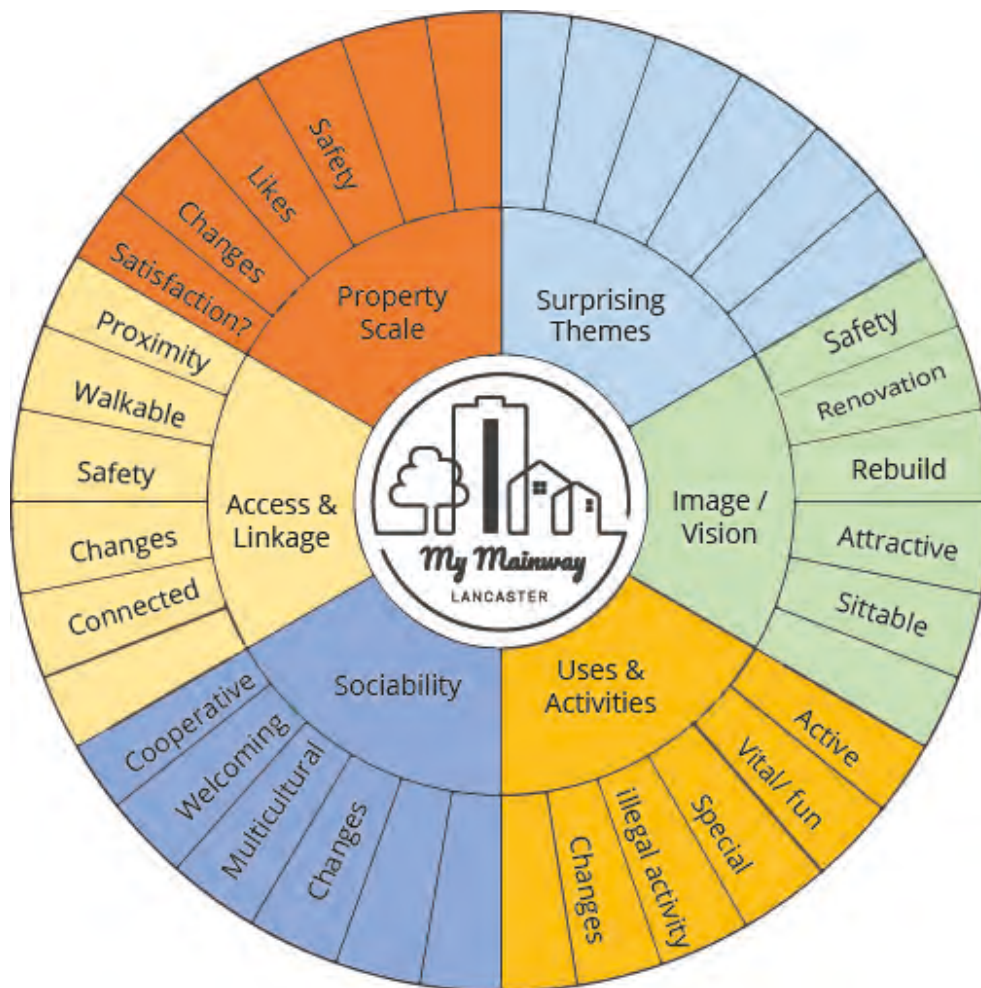 Surprising
Themes
Safety
Renovation
Rebuild
Attractive
Sittable
Image /
Vision
Active
Vital/ fun
Special
illegal activity
Changes
Uses &
Activities
Changes
Multicultural
Welcoming
Cooperative
Sociability
Connected
Changes
Safety
Walkable
Proximity
Access &
Linkage
Satisfaction?
Changes
Likes
Safety
Property
Scale
My Mainway
LANCASTER